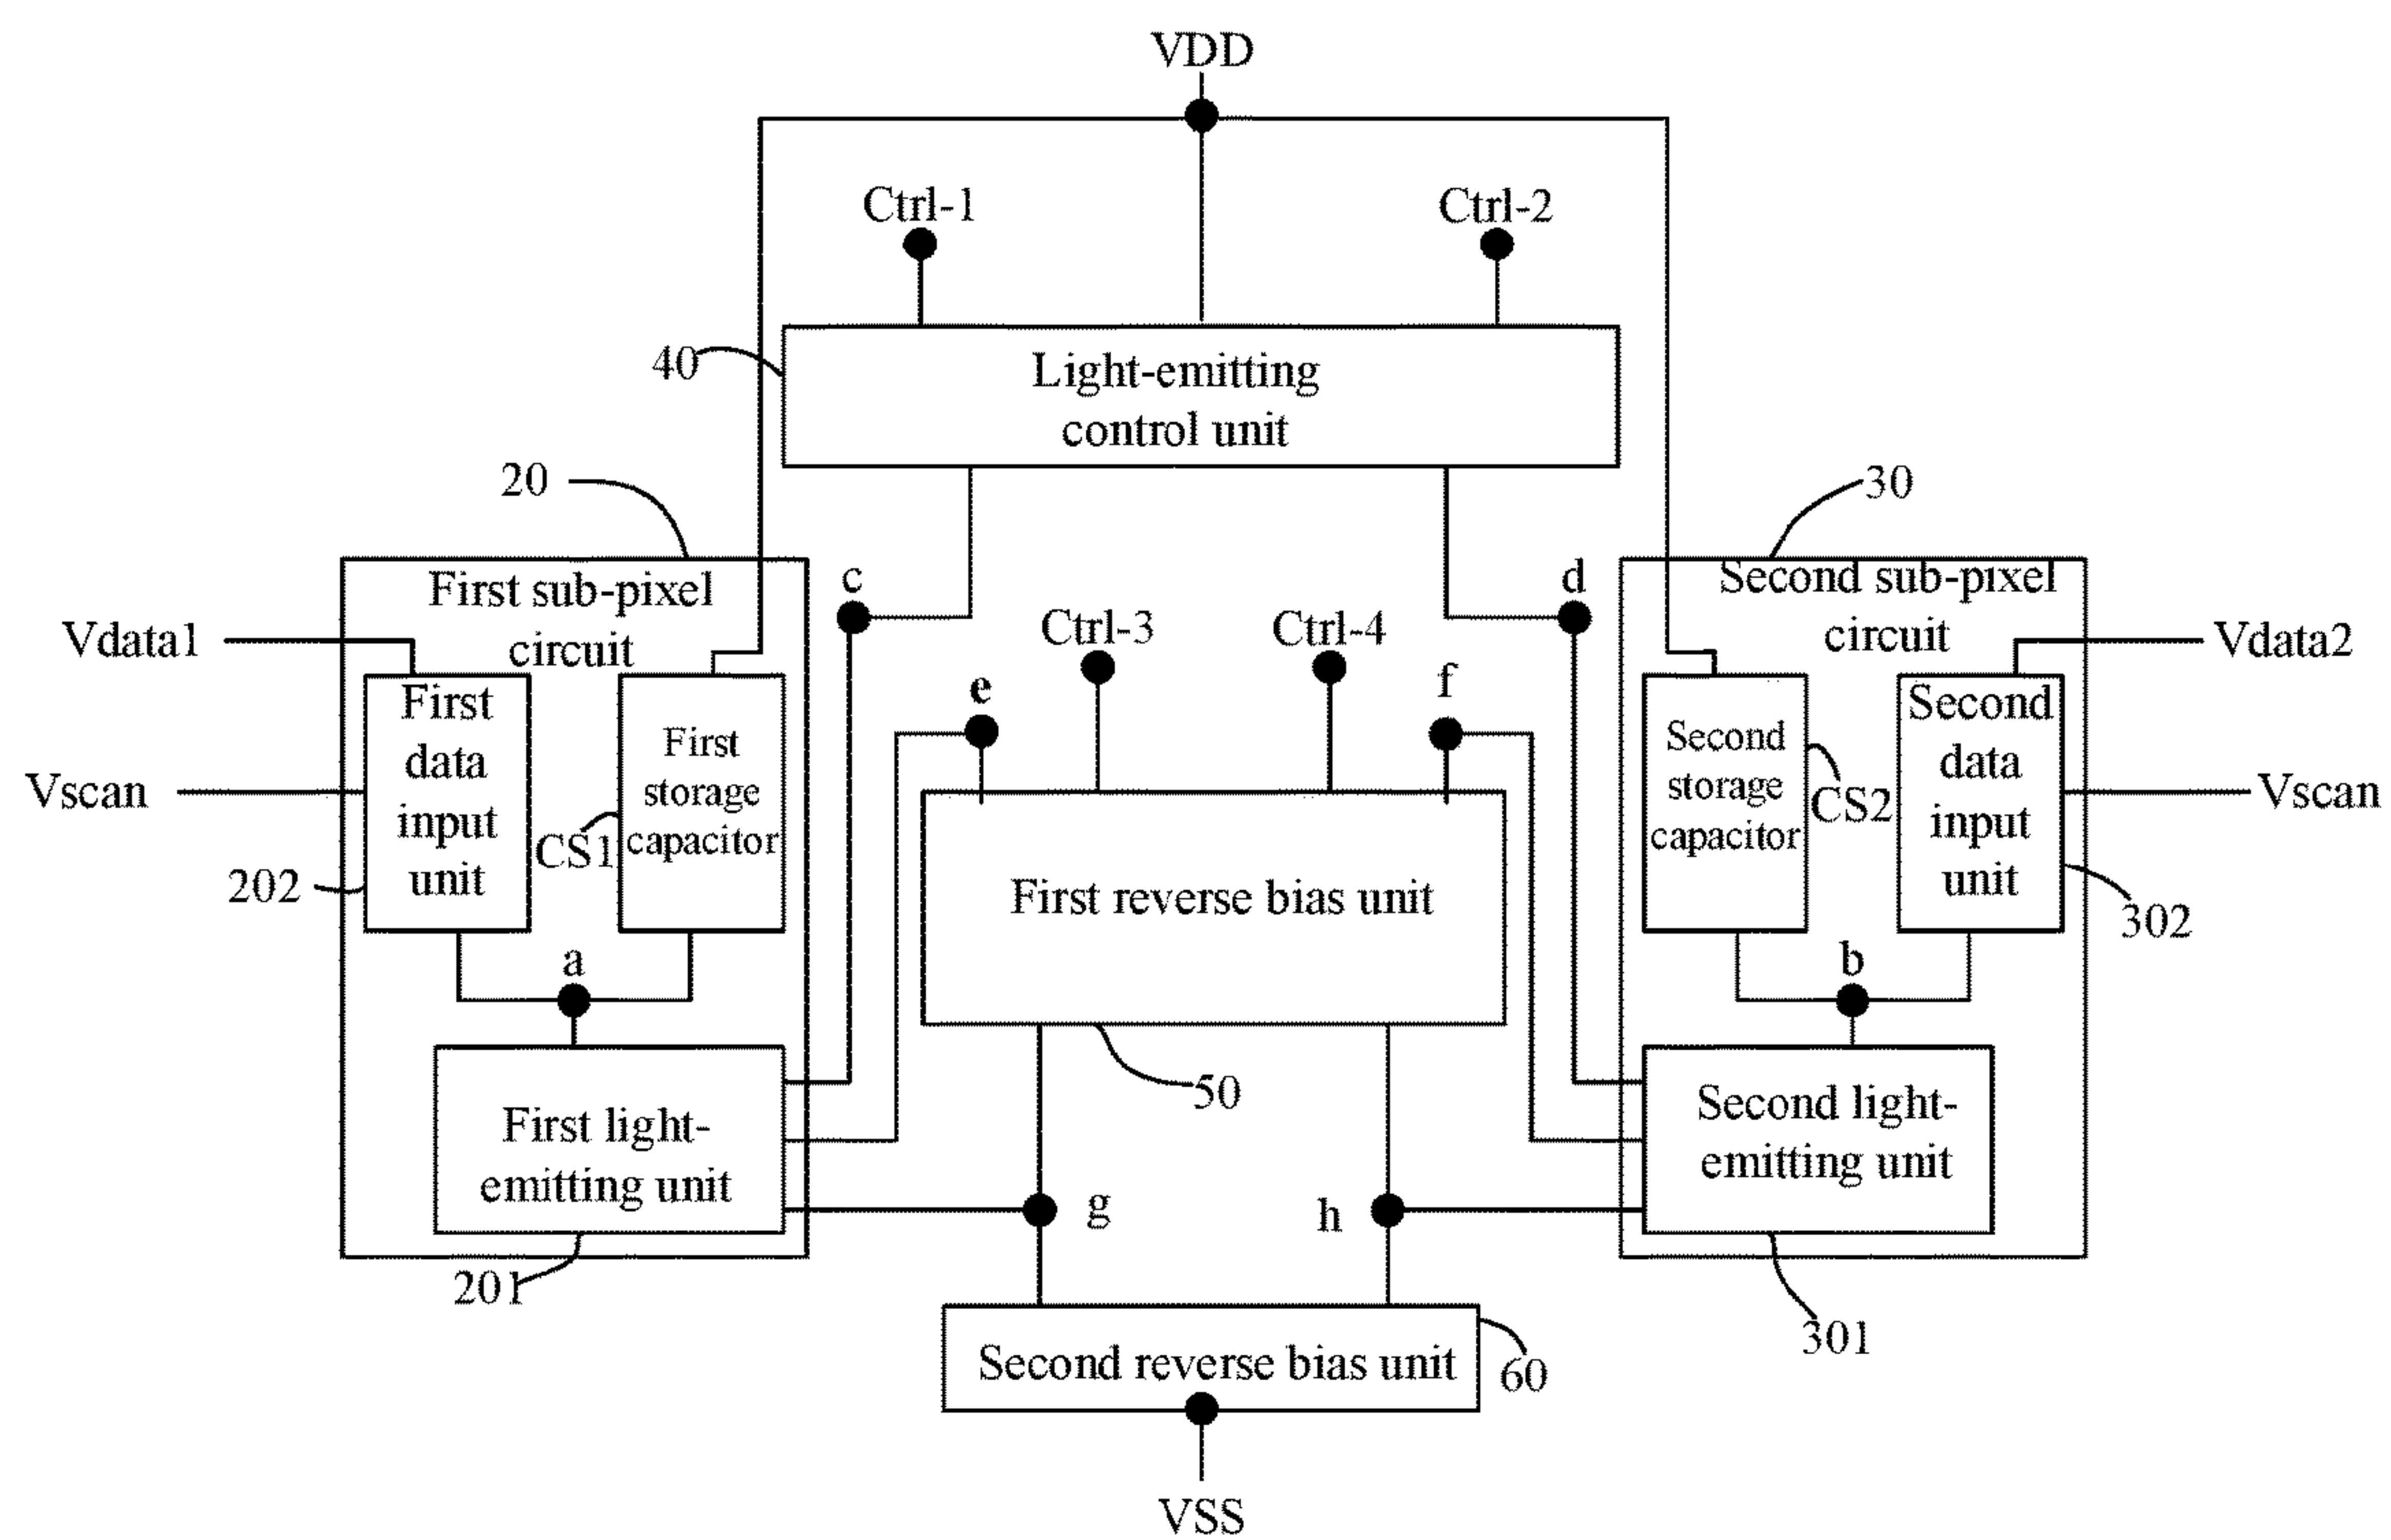 VDD
Ctrl-1
Ctrl-2
40
Light-emitting
control unit
20
30
First sub-pixel
circuit
c
d
Second sub-pixel
circuit
Vdata1
Ctrl-3
Ctrl-4
Vdata2
e
f
First
data
input
unit
First
storage
capacitor
Second
storage
capacitor
Second
data
input
unit
Vscan
CS1
CS2
Vscan
202
First reverse bias unit
302
a
b
50
First light-
emitting unit
Second light-
emitting unit
g
h
201
301
Second reverse bias unit
60
VSS